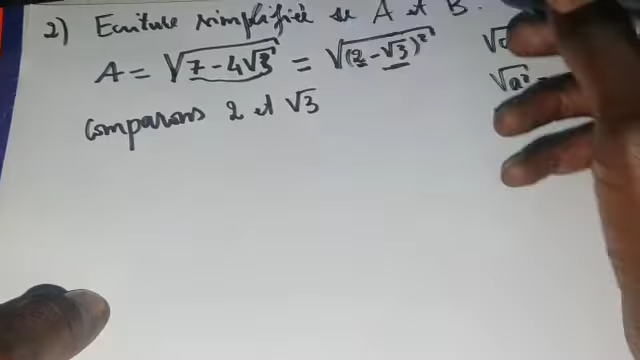 2) Ecriture simplifiée de A et B.
A = √(7 - 4√3) = √((2 - √3)²)
Comparons 2 et √3